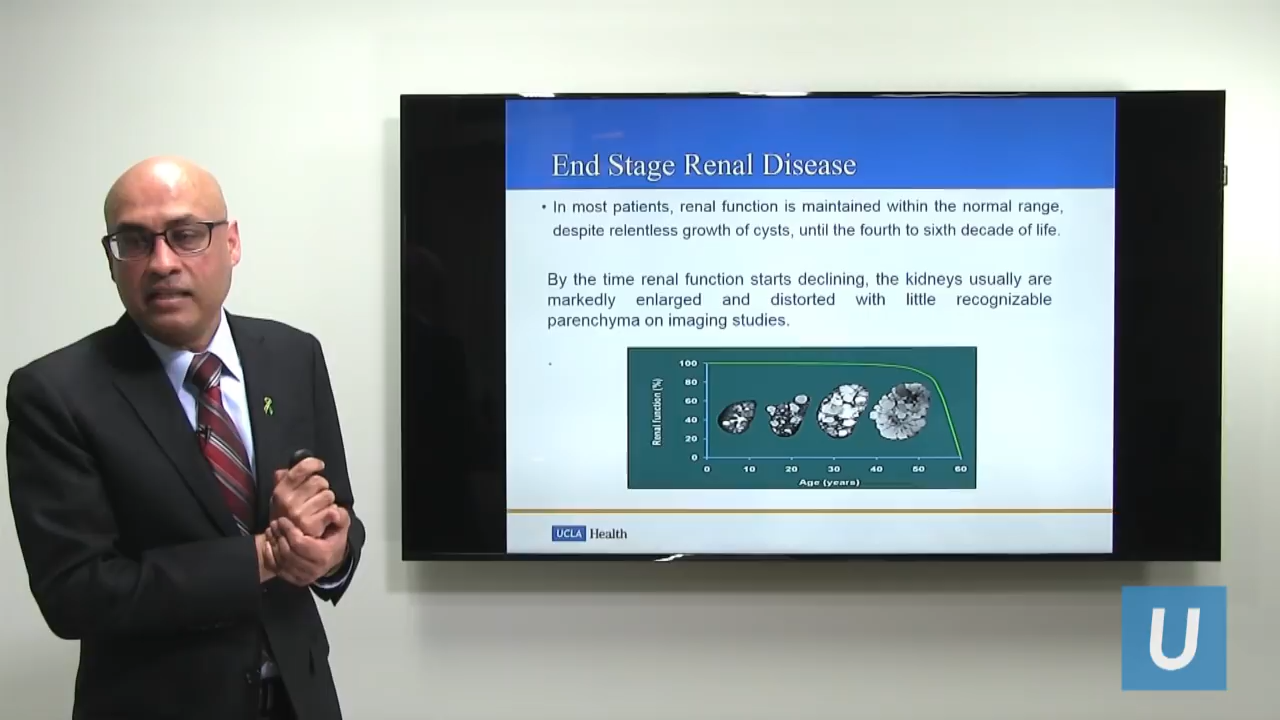 End Stage Renal Disease
• In most patients, renal function is maintained within the normal range,
despite relentless growth of cysts, until the fourth to sixth decade of life.
By the time renal function starts declining, the kidneys usually are
markedly enlarged and distorted with little recognizable
parenchyma on imaging studies.
.
Renal function (%)
100
80
60
40
20
0
0 10 20 30 40 50 60
Age (years)
UCLA Health
U